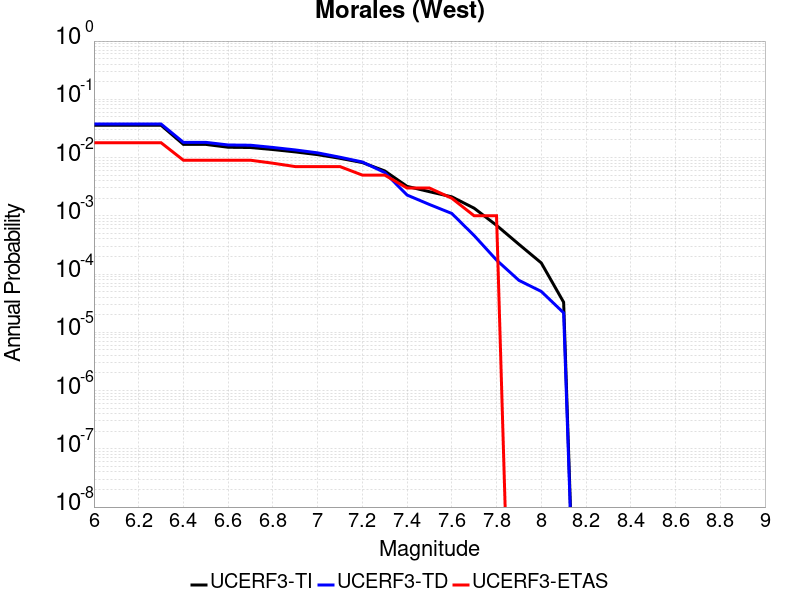 Morales (West)
Annual Probability
10^0
10^-1
10^-2
10^-3
10^-4
10^-5
10^-6
10^-7
10^-8
6 6.2 6.4 6.6 6.8 7 7.2 7.4 7.6 7.8 8 8.2 8.4 8.6 8.8 9
Magnitude
UCERF3-TI UCERF3-TD UCERF3-ETAS